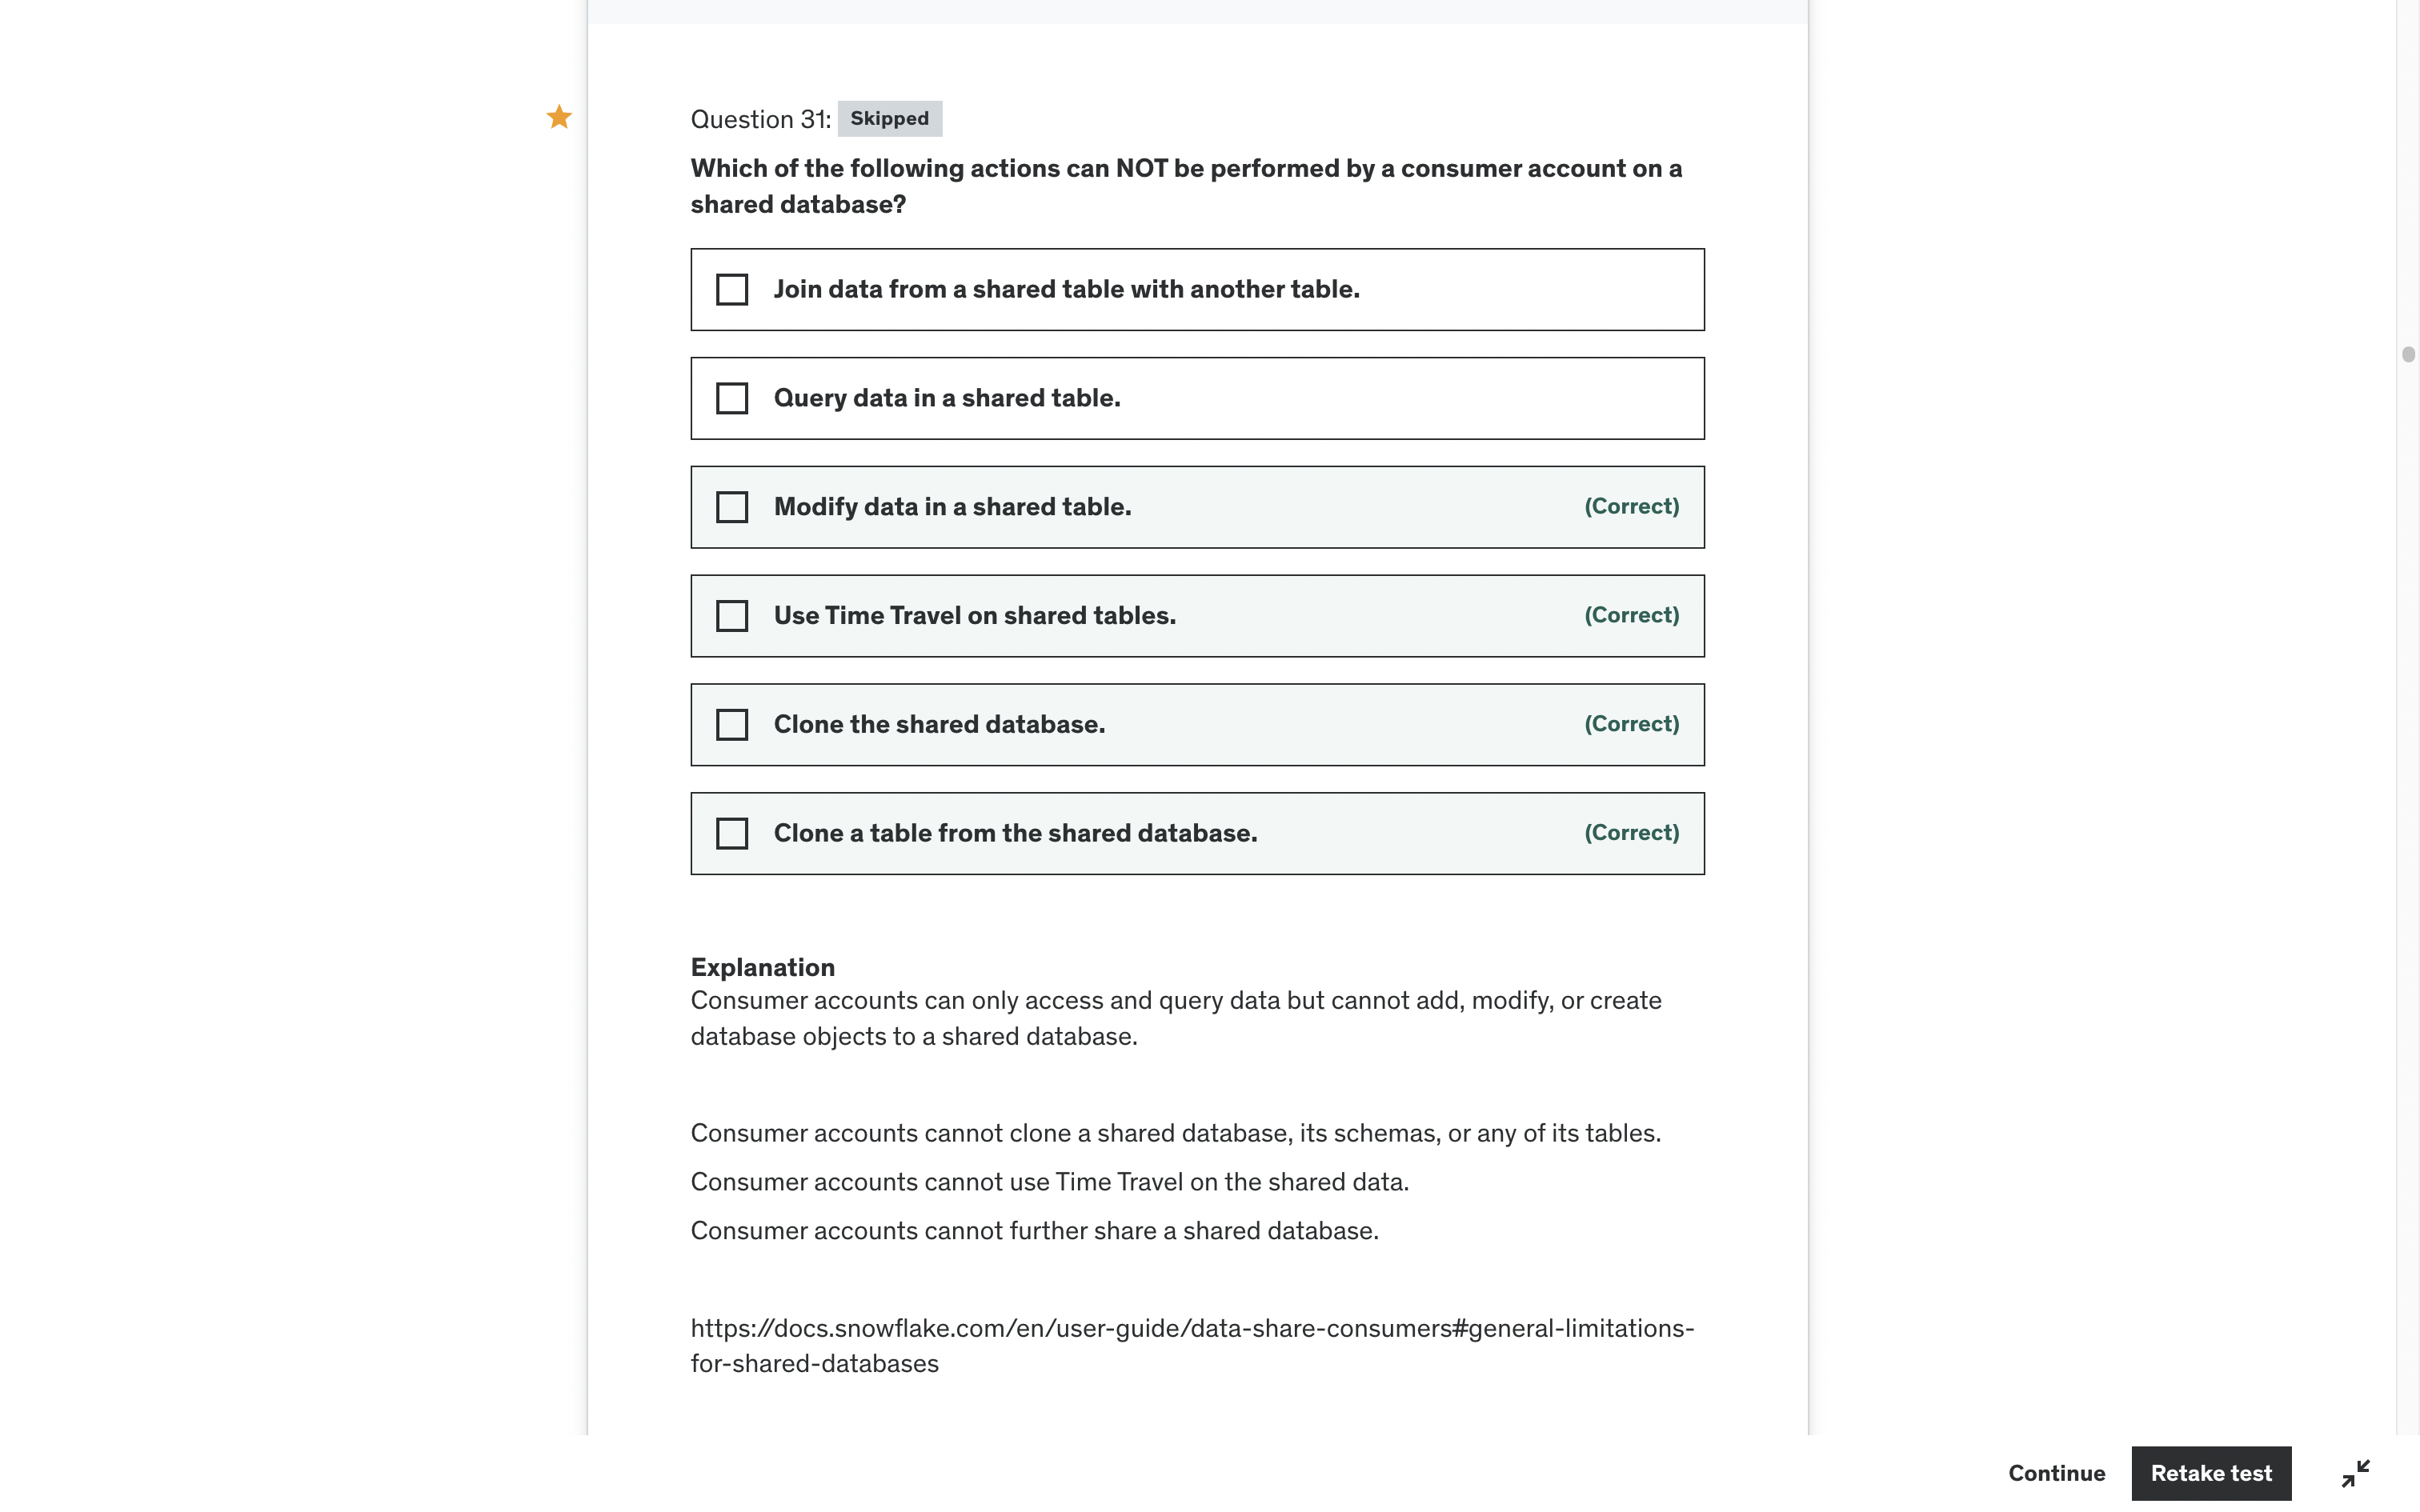 Question 31: Skipped
Which of the following actions can NOT be performed by a consumer account on a
shared database?
Join data from a shared table with another table.
Query data in a shared table.
Modify data in a shared table. (Correct)
Use Time Travel on shared tables. (Correct)
Clone the shared database. (Correct)
Clone a table from the shared database. (Correct)
Explanation
Consumer accounts can only access and query data but cannot add, modify, or create
database objects to a shared database.
Consumer accounts cannot clone a shared database, its schemas, or any of its tables.
Consumer accounts cannot use Time Travel on the shared data.
Consumer accounts cannot further share a shared database.
https://docs.snowflake.com/en/user-guide/data-share-consumers#general-limitations-
for-shared-databases
Continue Retake test